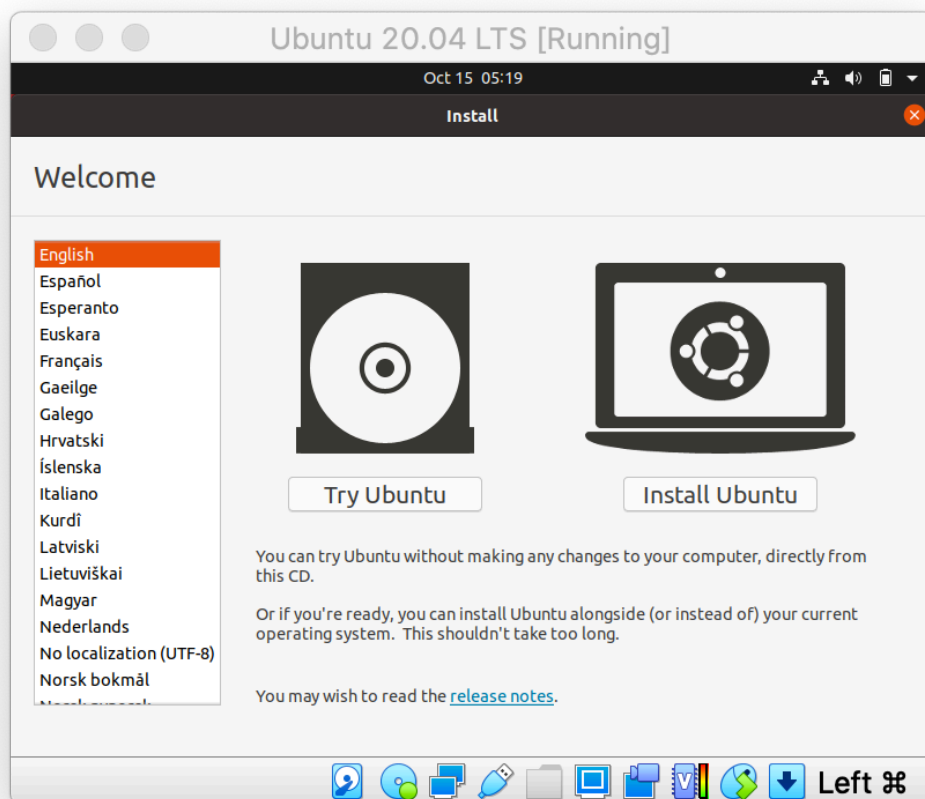 Ubuntu 20.04 LTS [Running]
Oct 15 05:19
Install
Welcome
English
Español
Esperanto
Euskara
Français
Gaeilge
Galego
Hrvatski
Íslenska
Italiano
Kurdî
Latviski
Lietuviškai
Magyar
Nederlands
No localization (UTF-8)
Norsk bokmål
Try Ubuntu
Install Ubuntu
You can try Ubuntu without making any changes to your computer, directly from
this CD.
Or if you're ready, you can install Ubuntu alongside (or instead of) your current
operating system. This shouldn't take too long.
You may wish to read the release notes.
V
Left ⌘